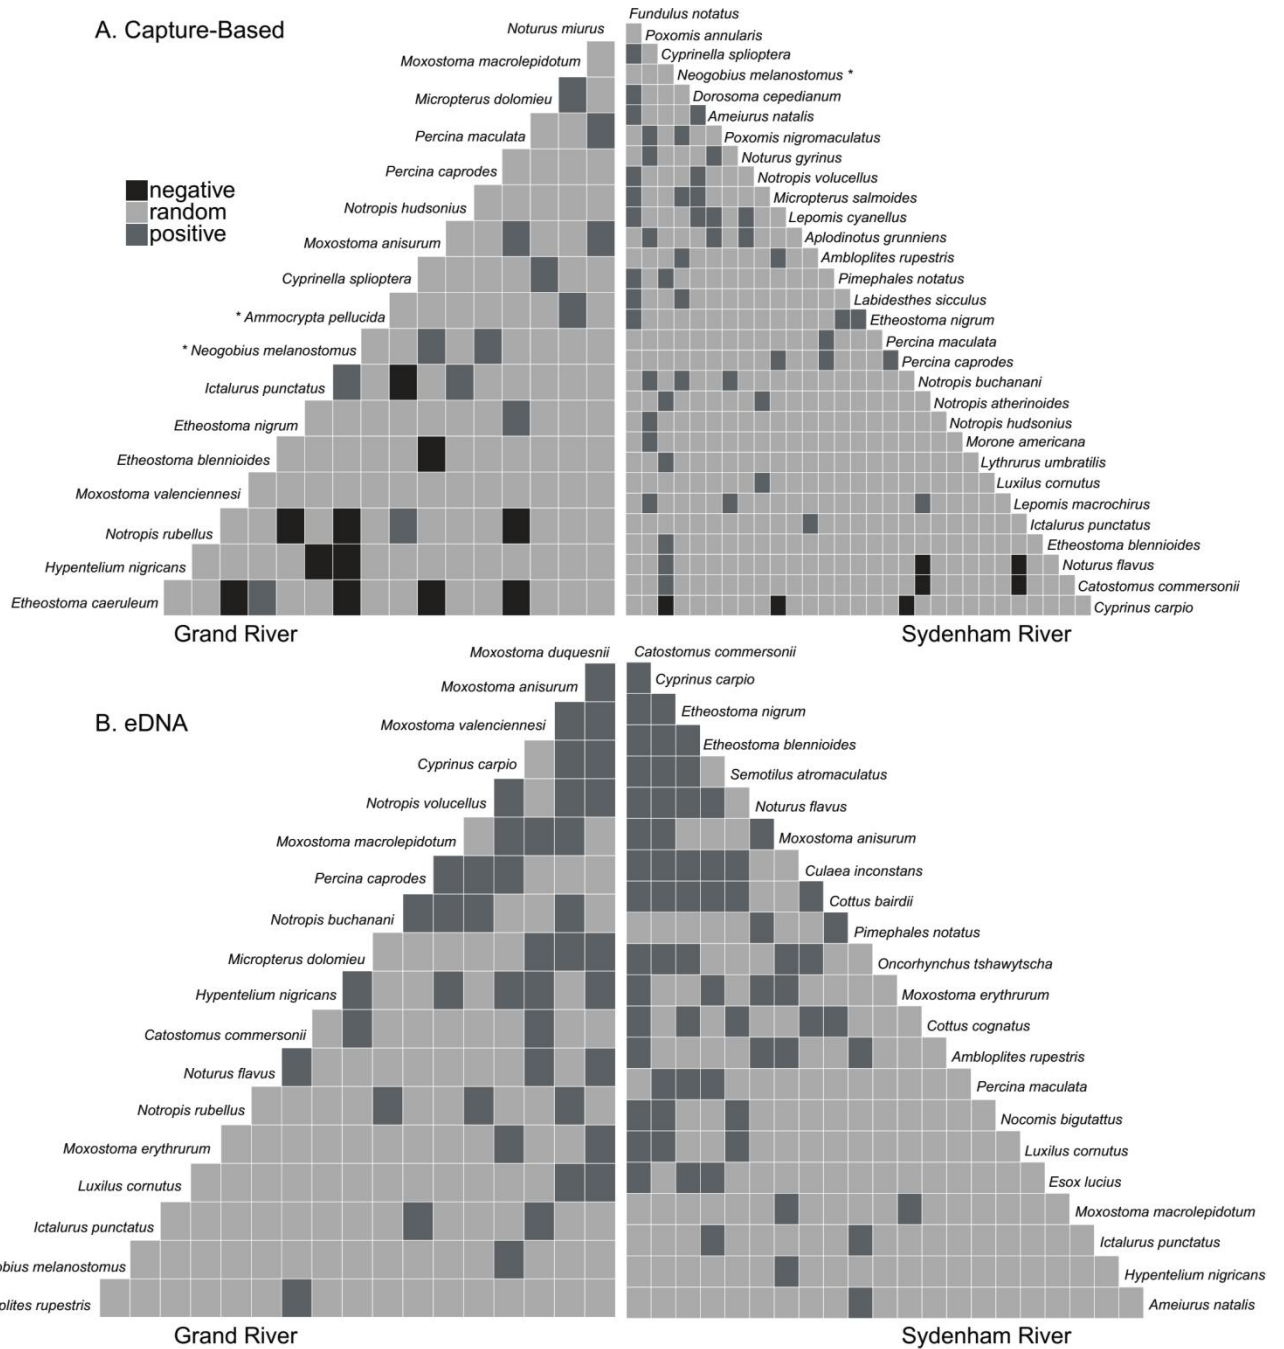 A. Capture-Based
negative
random
positive
Noturus miurus
Moxostoma macrolepidotum
Micropterus dolomieu
Percina maculata
Percina caprodes
Notropis hudsonius
Moxostoma anisurum
Cyprinella splioptera
* Ammocrypta pellucida
* Neogobius melanostomus
Ictalurus punctatus
Etheostoma nigrum
Etheostoma blennioides
Moxostoma valenciennesi
Notropis rubellus
Hypentelium nigricans
Etheostoma caeruleum
Grand River
Fundulus notatus
Poxomis annularis
Cyprinella splioptera
Neogobius melanostomus *
Dorosoma cepedianum
Ameiurus natalis
Poxomis nigromaculatus
Noturus gyrinus
Notropis volucellus
Micropterus salmoides
Lepomis cyanellus
Aplodinotus grunniens
Ambloplites rupestris
Pimephales notatus
Labidesthes sicculus
Etheostoma nigrum
Percina maculata
Percina caprodes
Notropis buchanani
Notropis atherinoides
Notropis hudsonius
Morone americana
Lythrurus umbratilis
Luxilus cornutus
Lepomis macrochirus
Ictalurus punctatus
Etheostoma blennioides
Noturus flavus
Catostomus commersonii
Cyprinus carpio
Sydenham River
B. eDNA
Moxostoma duquesnii
Moxostoma anisurum
Moxostoma valenciennesi
Cyprinus carpio
Notropis volucellus
Moxostoma macrolepidotum
Percina caprodes
Notropis buchanani
Micropterus dolomieu
Hypentelium nigricans
Catostomus commersonii
Noturus flavus
Notropis rubellus
Moxostoma erythrurum
Luxilus cornutus
Ictalurus punctatus
obius melanostomus
plites rupestris
Grand River
Catostomus commersonii
Cyprinus carpio
Etheostoma nigrum
Etheostoma blennioides
Semotilus atromaculatus
Noturus flavus
Moxostoma anisurum
Culaea inconstans
Cottus bairdii
Pimephales notatus
Oncorhynchus tshawytscha
Moxostoma erythrurum
Cottus cognatus
Ambloplites rupestris
Percina maculata
Nocomis bigutattus
Luxilus cornutus
Esox lucius
Moxostoma macrolepidotum
Ictalurus punctatus
Hypentelium nigricans
Ameiurus natalis
Sydenham River